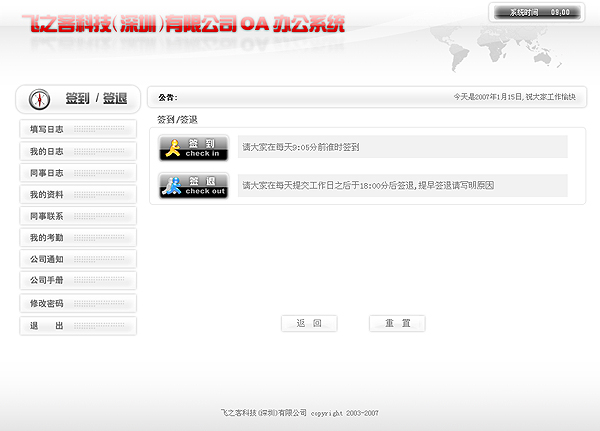 飞之客科技(深圳)有限公司 OA 办公系统
系统时间 08,00
签到 / 签退
公告:
今天是2007年1月15日, 祝大家工作愉快
签到/签退
填写日志
我的日志
同事日志
我的资料
同事联系
我的考勤
公司通知
公司手册
修改密码
退 出
签 到
check in
请大家在每天9:05分前准时签到
签 退
check out
请大家在每天提交工作日之后于18:00分后签退,提早签退请写明原因
返 回
重 置
飞之客科技(深圳)有限公司 copyright 2003-2007